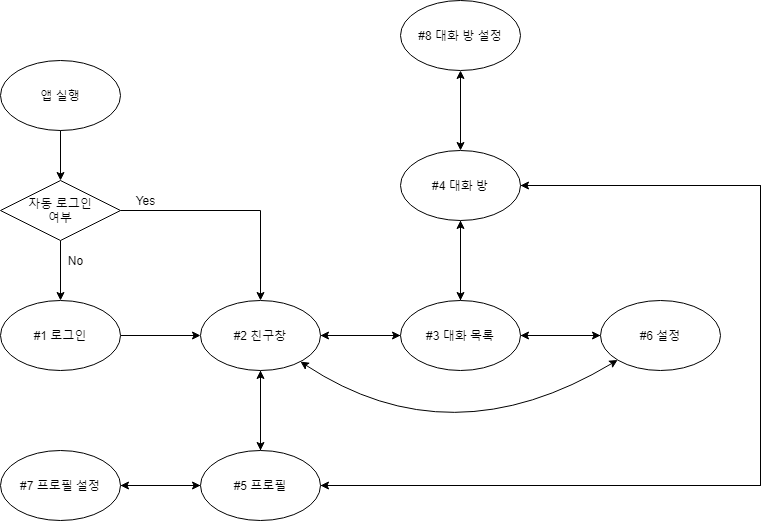 #8 대화 방 설정
앱 실행
#4 대화 방
자동 로그인
여부
Yes
No
#1 로그인
#2 친구창
#3 대화 목록
#6 설정
#7 프로필 설정
#5 프로필